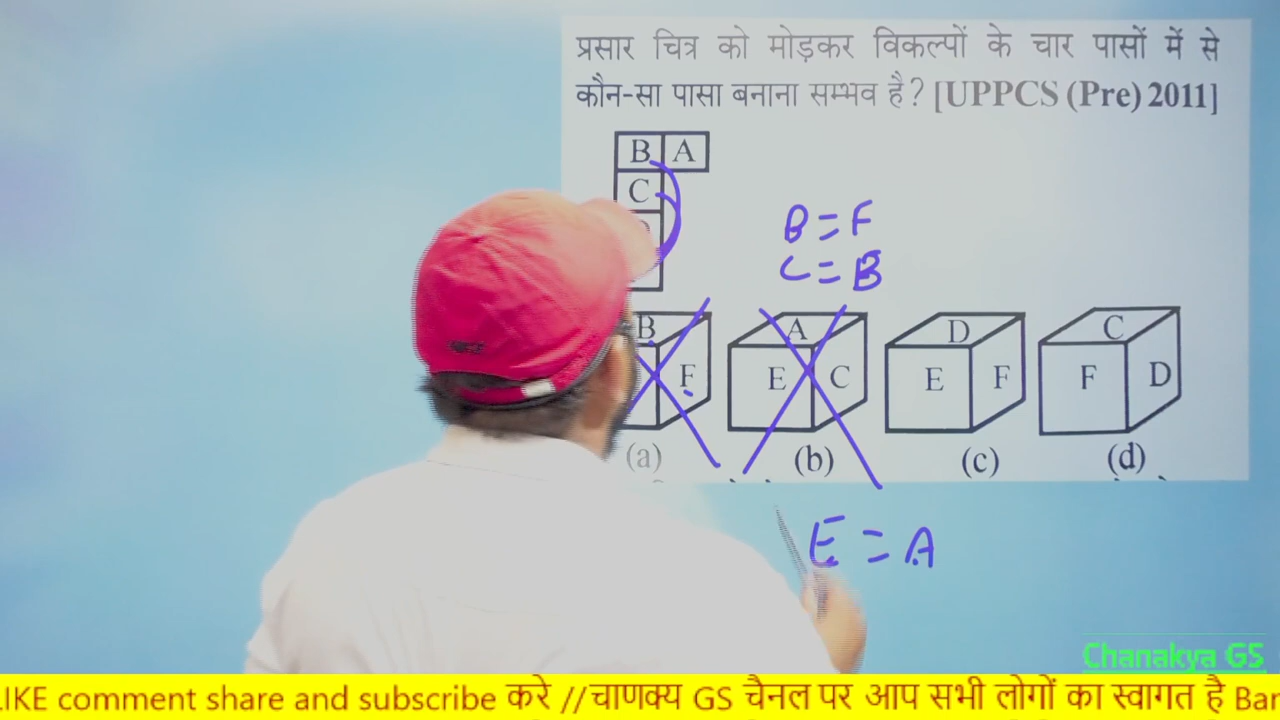 प्रसार चित्र को मोड़कर विकल्पों के चार पासों में से
कौन-सा पासा बनाना सम्भव है? [UPPCS (Pre) 2011]
B A
C
B = F
C = B
B
F
A
E C
D
E F
C
F D
(a) (b) (c) (d)
E = A
Chanakya GS
LIKE comment share and subscribe करे //चाणक्य GS चैनल पर आप सभी लोगों का स्वागत है